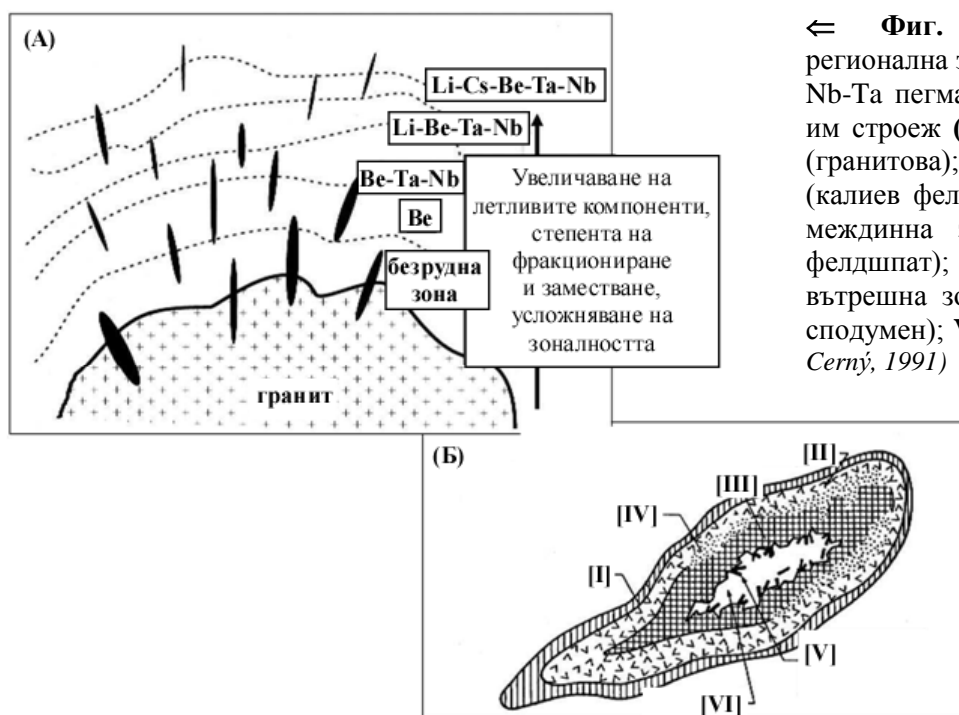 (А)
Li-Cs-Be-Ta-Nb
Li-Be-Ta-Nb
Be-Ta-Nb
Be
безрудна
зона
Увеличаване на
летливите компоненти,
степента на
фракциониране
и заместване,
усложняване на
зоналността
гранит
⇐ Фиг.
регионална з
Nb-Ta пегма
им строеж (
(гранитова);
(калиев фел
междинна з
фелдшпат);
вътрешна зо
сподумен); V
Cerný, 1991)
(Б)
[II]
[III]
[IV]
[I]
[V]
[VI]